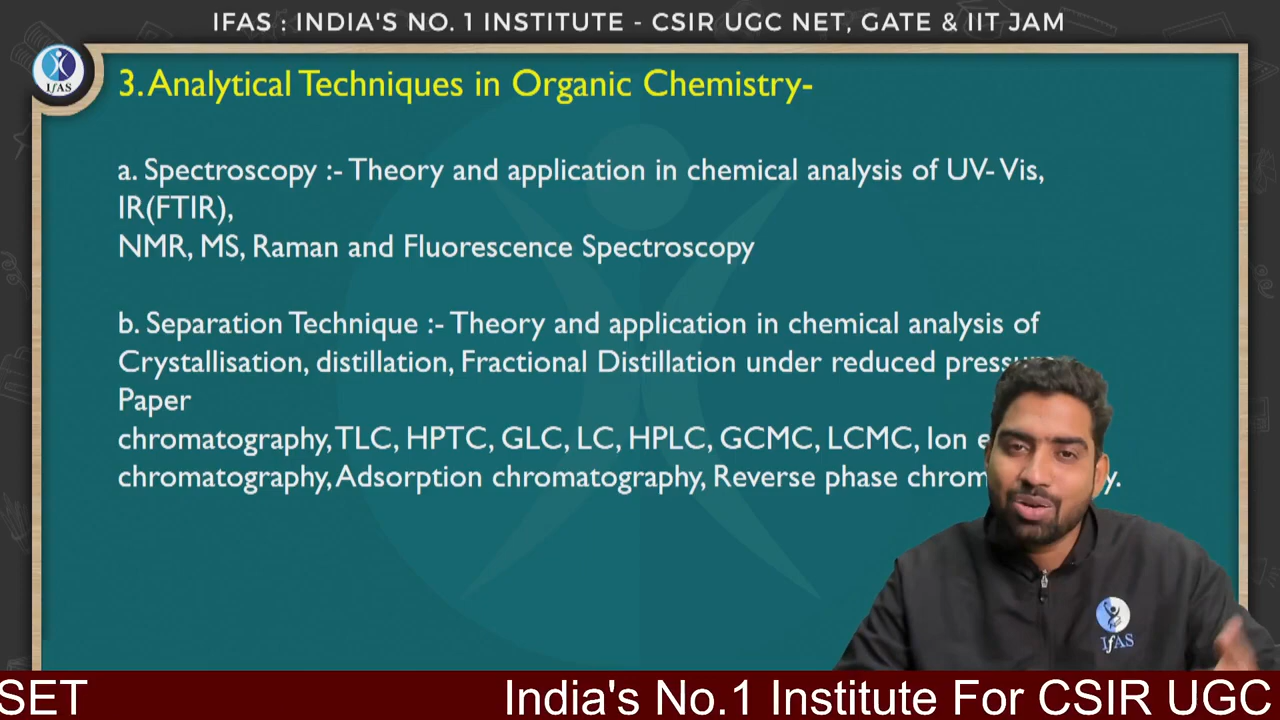 IFAS : INDIA'S NO. 1 INSTITUTE - CSIR UGC NET, GATE & IIT JAM
IfAS
3. Analytical Techniques in Organic Chemistry-
a. Spectroscopy :- Theory and application in chemical analysis of UV- Vis,
IR(FTIR),
NMR, MS, Raman and Fluorescence Spectroscopy
b. Separation Technique :- Theory and application in chemical analysis of
Crystallisation, distillation, Fractional Distillation under reduced
Paper
chromatography, TLC, HPTC, GLC, LC, HPLC, GCMC, LCMC, Ion
chromatography, Adsorption chromatography, Reverse phase
IfAS
SET India's No.1 Institute For CSIR UGC